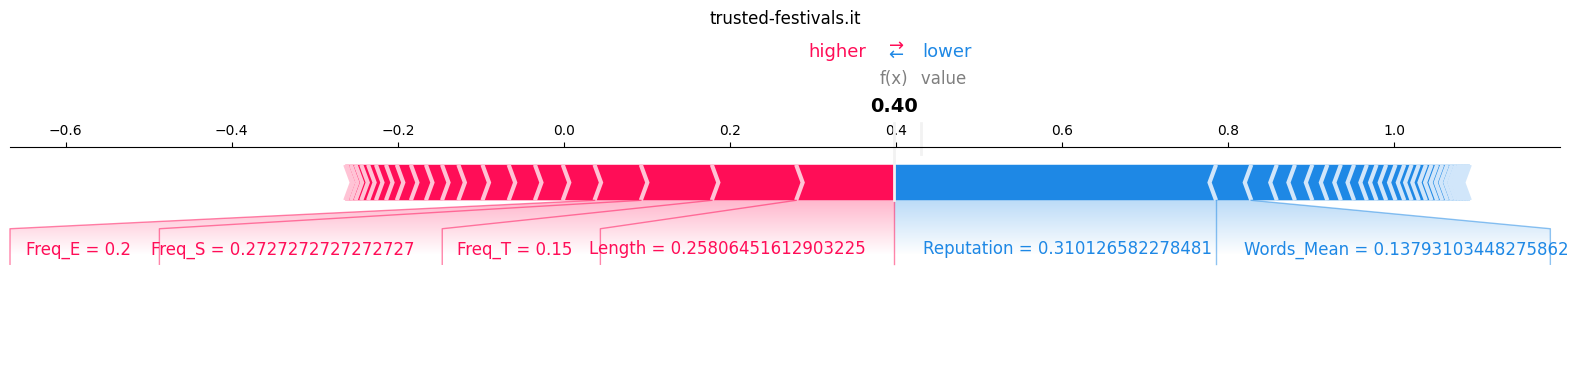 trusted-festivals.it
higher ⇄ lower
f(x) value
0.40
−0.6 −0.4 −0.2 0.0 0.2 0.4 0.6 0.8 1.0
Freq_E = 0.2 Freq_S = 0.2727272727272727 Freq_T = 0.15 Length = 0.25806451612903225 Reputation = 0.310126582278481 Words_Mean = 0.13793103448275862